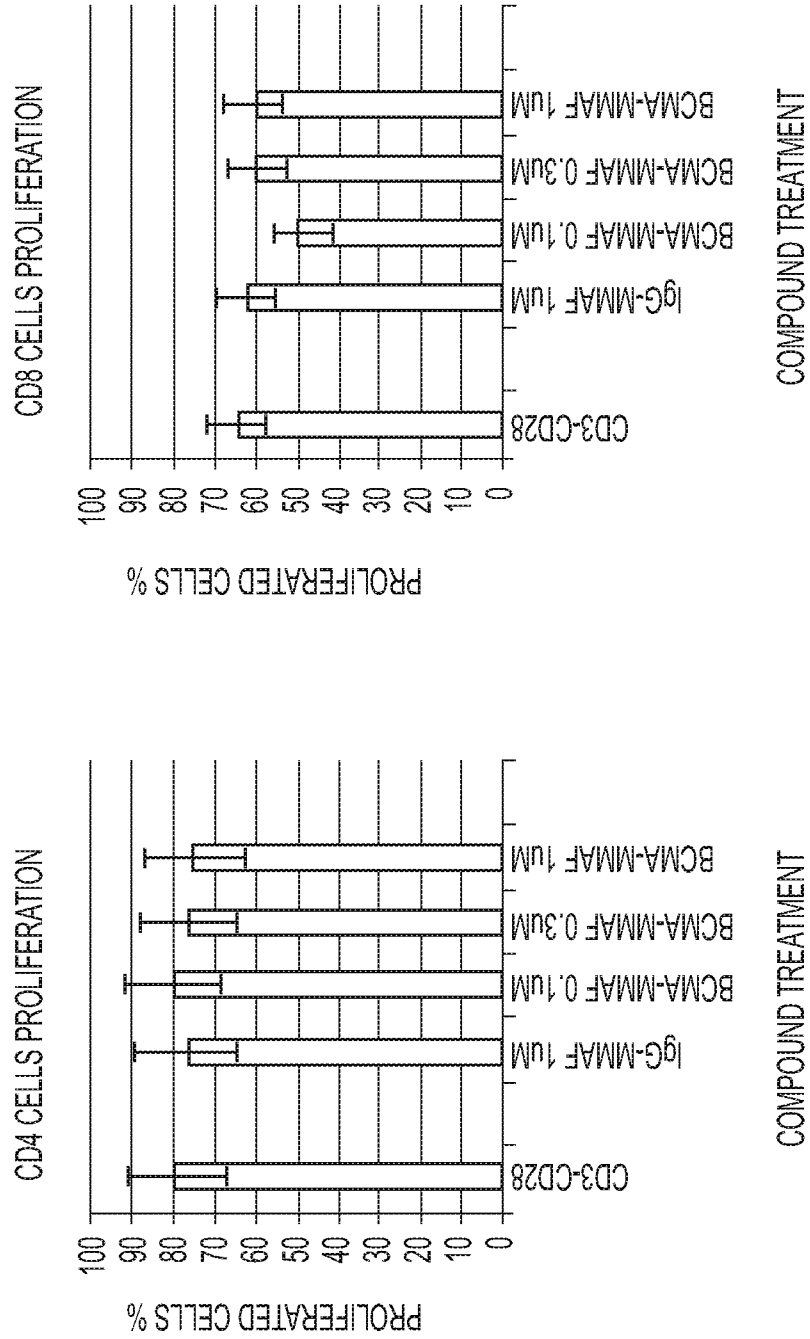 CD4 CELLS PROLIFERATION
PROLIFERATED CELLS %
100
90
80
70
60
50
40
30
20
10
0
CD3-CD28
IgG-MMAF 1uM
BCMA-MMAF 0.1uM
BCMA-MMAF 0.3uM
BCMA-MMAF 1uM
COMPOUND TREATMENT
CD8 CELLS PROLIFERATION
PROLIFERATED CELLS %
100
90
80
70
60
50
40
30
20
10
0
CD3-CD28
IgG-MMAF 1uM
BCMA-MMAF 0.1uM
BCMA-MMAF 0.3uM
BCMA-MMAF 1uM
COMPOUND TREATMENT